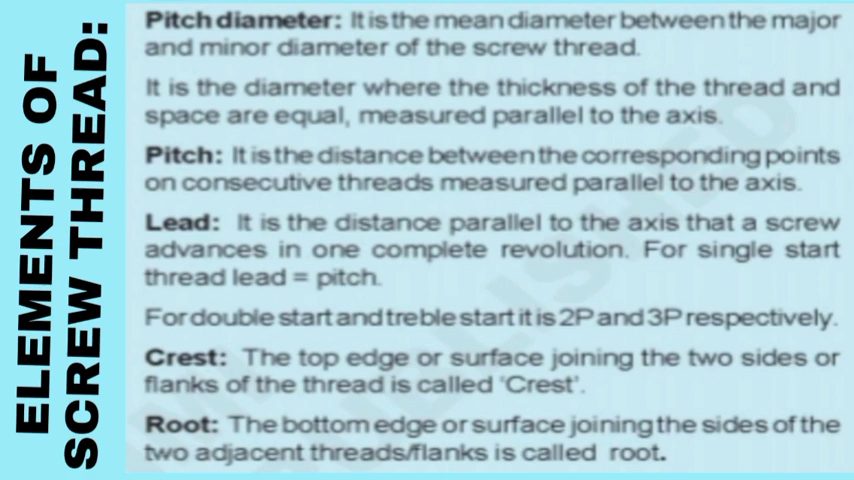 ELEMENTS OF
SCREW THREAD:
Pitch diameter: It is the mean diameter between the major
and minor diameter of the screw thread.
It is the diameter where the thickness of the thread and
space are equal, measured parallel to the axis.
Pitch: It is the distance between the corresponding points
on consecutive threads measured parallel to the axis.
Lead: It is the distance parallel to the axis that a screw
advances in one complete revolution. For single start
thread lead = pitch.
For double start and treble start it is 2P and 3P respectively.
Crest: The top edge or surface joining the two sides or
flanks of the thread is called 'Crest'.
Root: The bottom edge or surface joining the sides of the
two adjacent threads/flanks is called root.